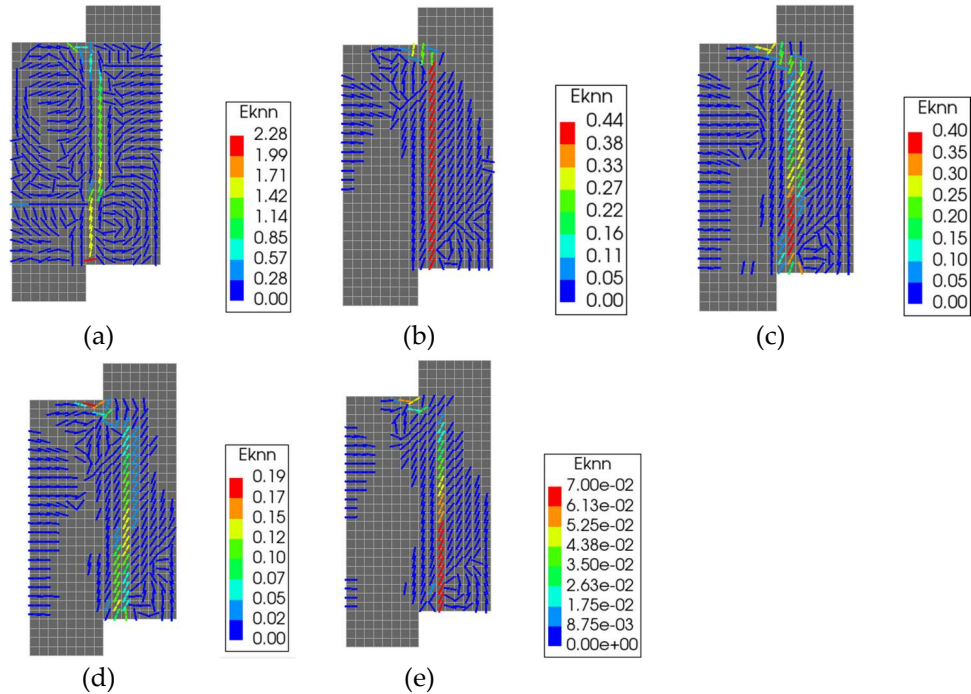 Eknn
2.28
1.99
1.71
1.42
1.14
0.85
0.57
0.28
0.00
(a)
Eknn
0.44
0.38
0.33
0.27
0.22
0.16
0.11
0.05
0.00
(b)
Eknn
0.40
0.35
0.30
0.25
0.20
0.15
0.10
0.05
0.00
(c)
Eknn
0.19
0.17
0.15
0.12
0.10
0.07
0.05
0.02
0.00
(d)
Eknn
7.00e-02
6.13e-02
5.25e-02
4.38e-02
3.50e-02
2.63e-02
1.75e-02
8.75e-03
0.00e+00
(e)